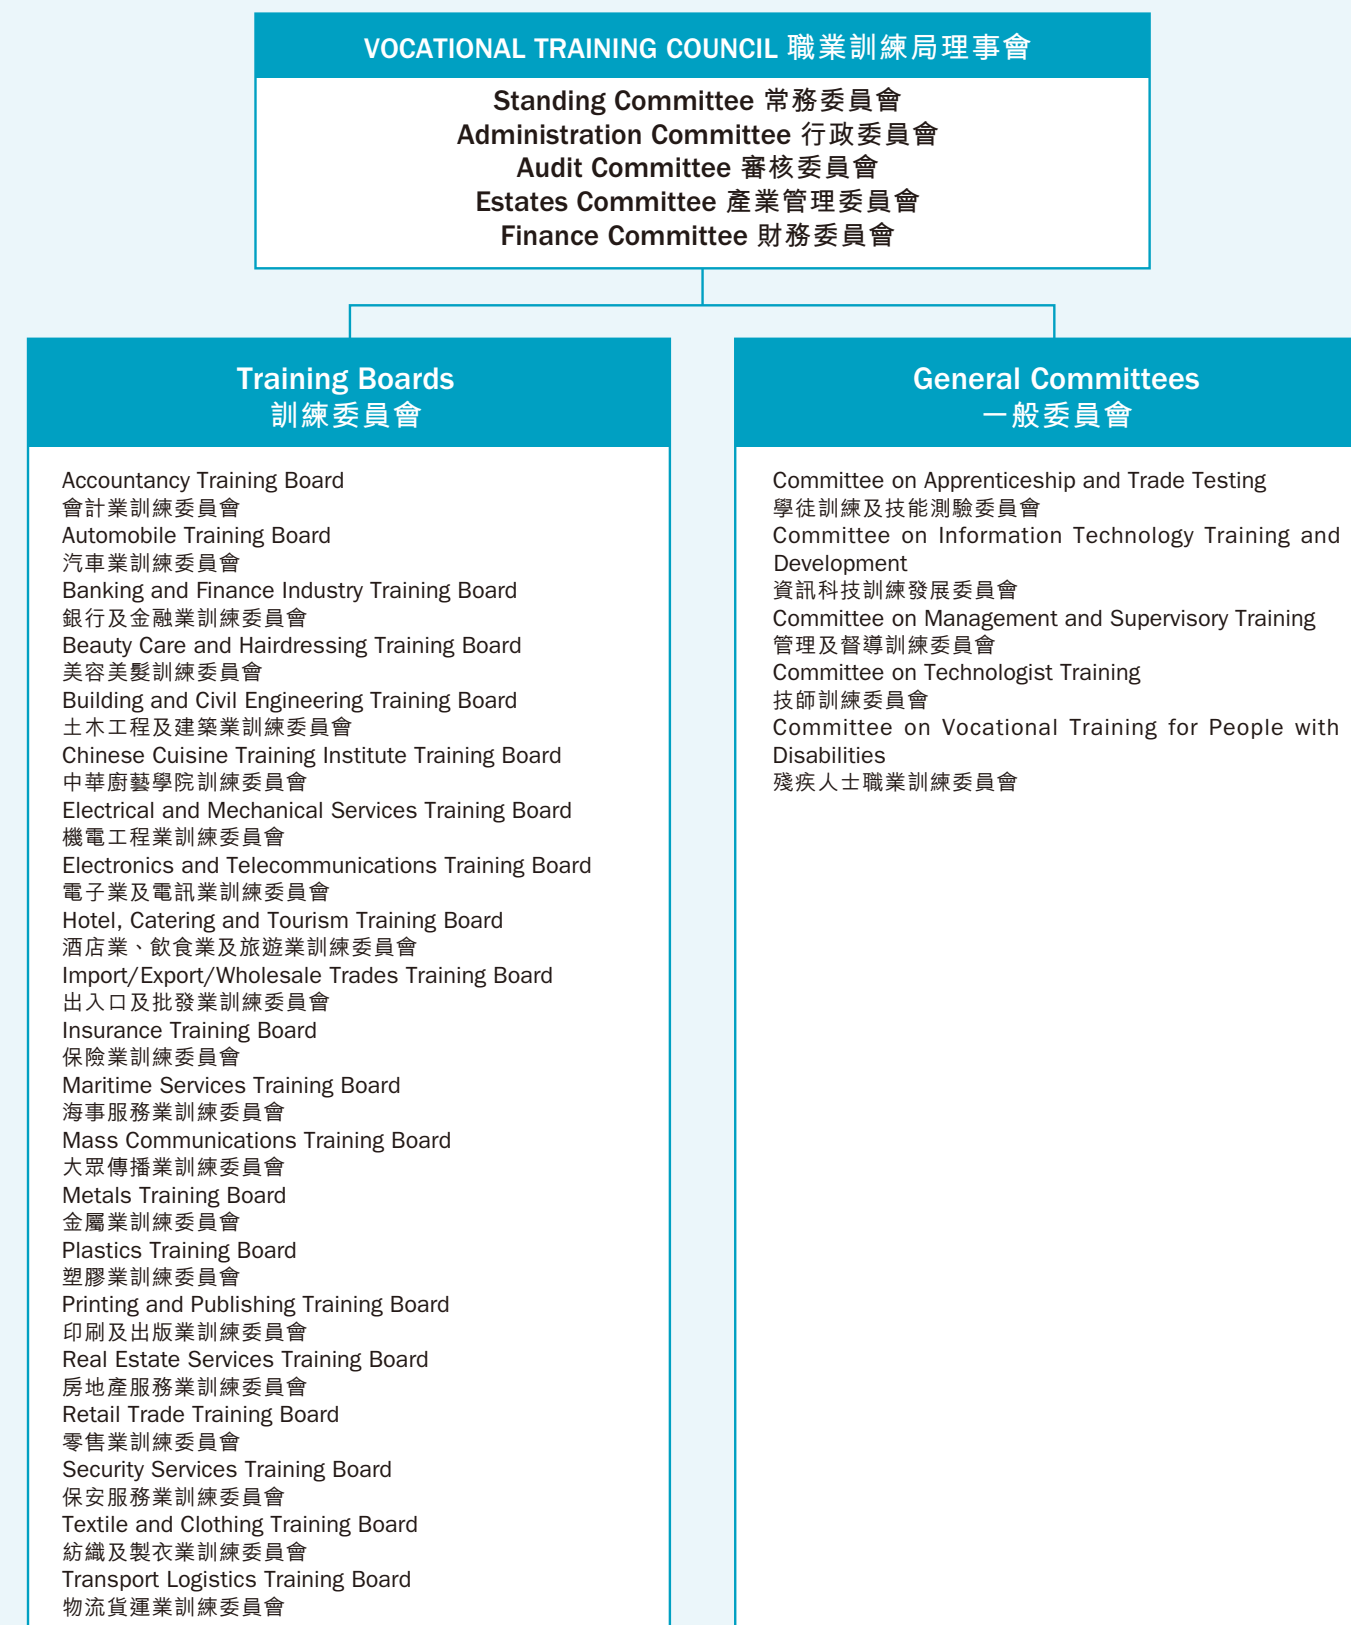 VOCATIONAL TRAINING COUNCIL 職業訓練局理事會
Standing Committee 常務委員會
Administration Committee 行政委員會
Audit Committee 審核委員會
Estates Committee 產業管理委員會
Finance Committee 財務委員會
Training Boards
訓練委員會
Accountancy Training Board
會計業訓練委員會
Automobile Training Board
汽車業訓練委員會
Banking and Finance Industry Training Board
銀行及金融業訓練委員會
Beauty Care and Hairdressing Training Board
美容美髮訓練委員會
Building and Civil Engineering Training Board
土木工程及建築業訓練委員會
Chinese Cuisine Training Institute Training Board
中華廚藝學院訓練委員會
Electrical and Mechanical Services Training Board
機電工程業訓練委員會
Electronics and Telecommunications Training Board
電子業及電訊業訓練委員會
Hotel, Catering and Tourism Training Board
酒店業、飲食業及旅遊業訓練委員會
Import/Export/Wholesale Trades Training Board
出入口及批發業訓練委員會
Insurance Training Board
保險業訓練委員會
Maritime Services Training Board
海事服務業訓練委員會
Mass Communications Training Board
大眾傳播業訓練委員會
Metals Training Board
金屬業訓練委員會
Plastics Training Board
塑膠業訓練委員會
Printing and Publishing Training Board
印刷及出版業訓練委員會
Real Estate Services Training Board
房地產服務業訓練委員會
Retail Trade Training Board
零售業訓練委員會
Security Services Training Board
保安服務業訓練委員會
Textile and Clothing Training Board
紡織及製衣業訓練委員會
Transport Logistics Training Board
物流貨運業訓練委員會
General Committees
一般委員會
Committee on Apprenticeship and Trade Testing
學徒訓練及技能測驗委員會
Committee on Information Technology Training and
Development
資訊科技訓練發展委員會
Committee on Management and Supervisory Training
管理及督導訓練委員會
Committee on Technologist Training
技師訓練委員會
Committee on Vocational Training for People with
Disabilities
殘疾人士職業訓練委員會